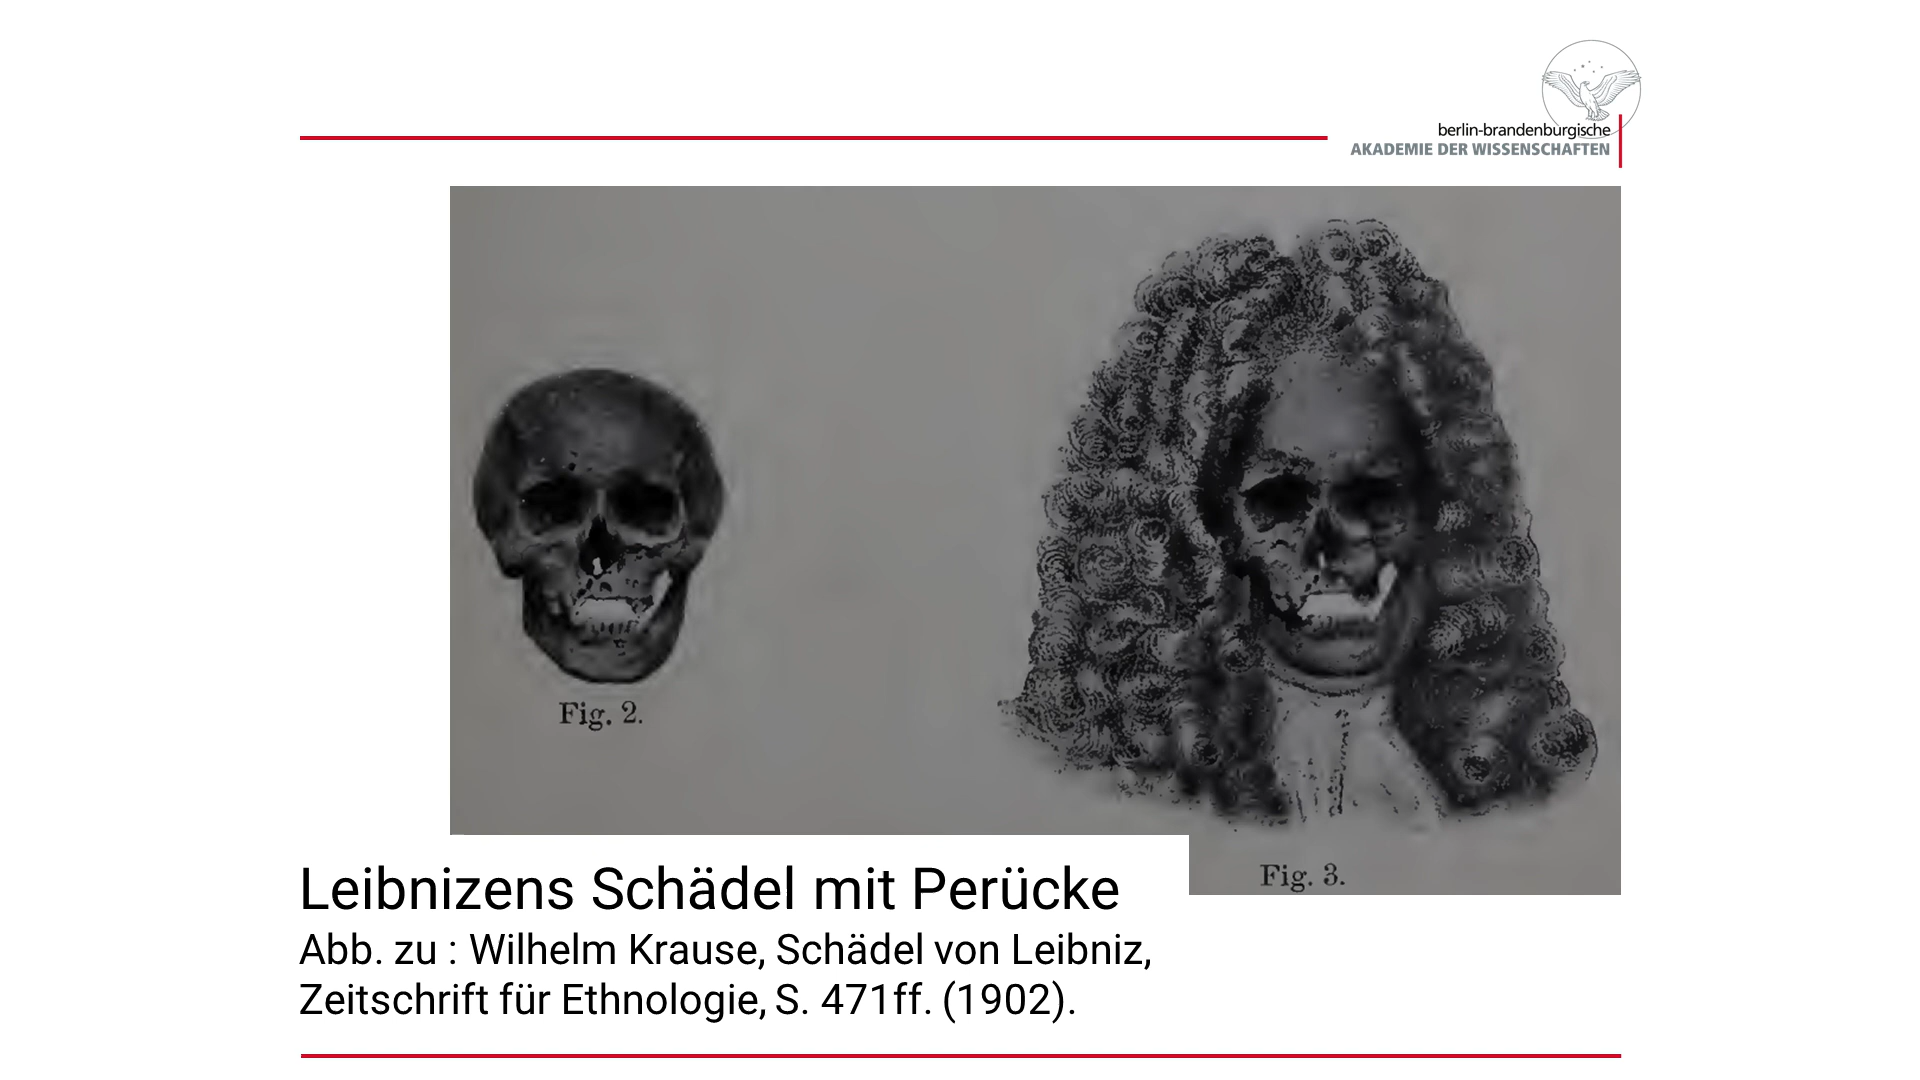 berlin-brandenburgische
AKADEMIE DER WISSENSCHAFTEN
Fig. 2.
Fig. 3.
Leibnizens Schädel mit Perücke
Abb. zu : Wilhelm Krause, Schädel von Leibniz,
Zeitschrift für Ethnologie, S. 471ff. (1902).